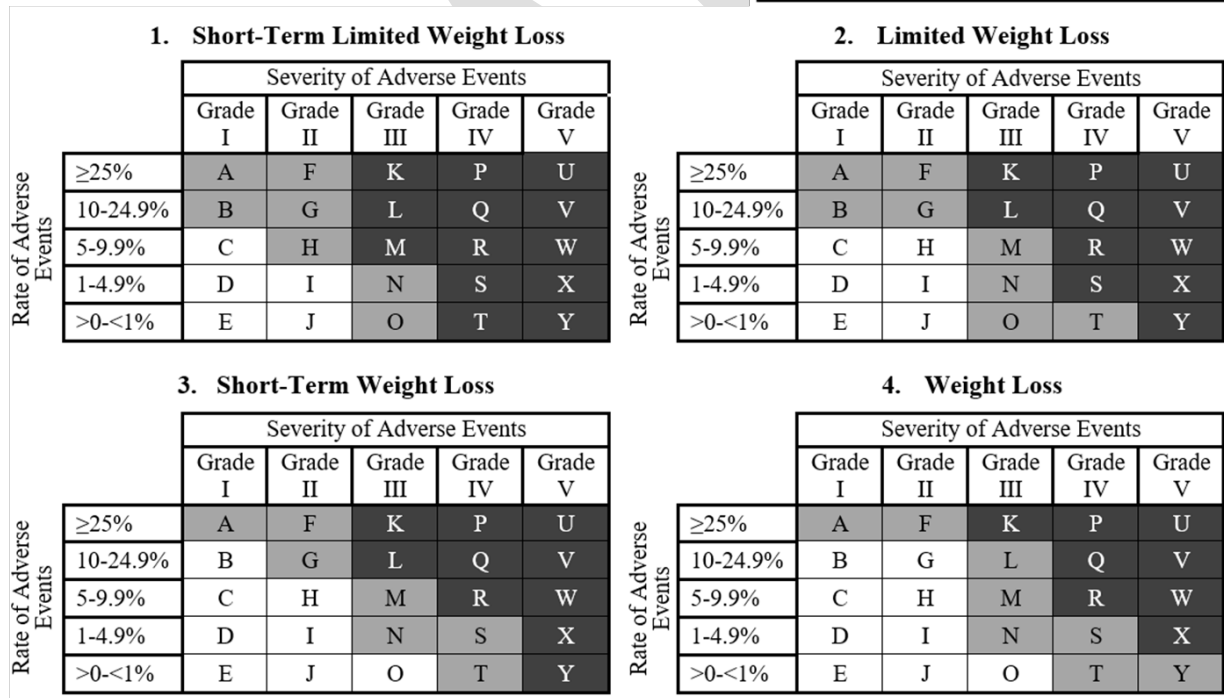 1. Short-Term Limited Weight Loss
Severity of Adverse Events
Grade I Grade II Grade III Grade IV Grade V
Rate of Adverse Events
≥25% A F K P U
10-24.9% B G L Q V
5-9.9% C H M R W
1-4.9% D I N S X
>0-<1% E J O T Y
2. Limited Weight Loss
Severity of Adverse Events
Grade I Grade II Grade III Grade IV Grade V
Rate of Adverse Events
≥25% A F K P U
10-24.9% B G L Q V
5-9.9% C H M R W
1-4.9% D I N S X
>0-<1% E J O T Y
3. Short-Term Weight Loss
Severity of Adverse Events
Grade I Grade II Grade III Grade IV Grade V
Rate of Adverse Events
≥25% A F K P U
10-24.9% B G L Q V
5-9.9% C H M R W
1-4.9% D I N S X
>0-<1% E J O T Y
4. Weight Loss
Severity of Adverse Events
Grade I Grade II Grade III Grade IV Grade V
Rate of Adverse Events
≥25% A F K P U
10-24.9% B G L Q V
5-9.9% C H M R W
1-4.9% D I N S X
>0-<1% E J O T Y